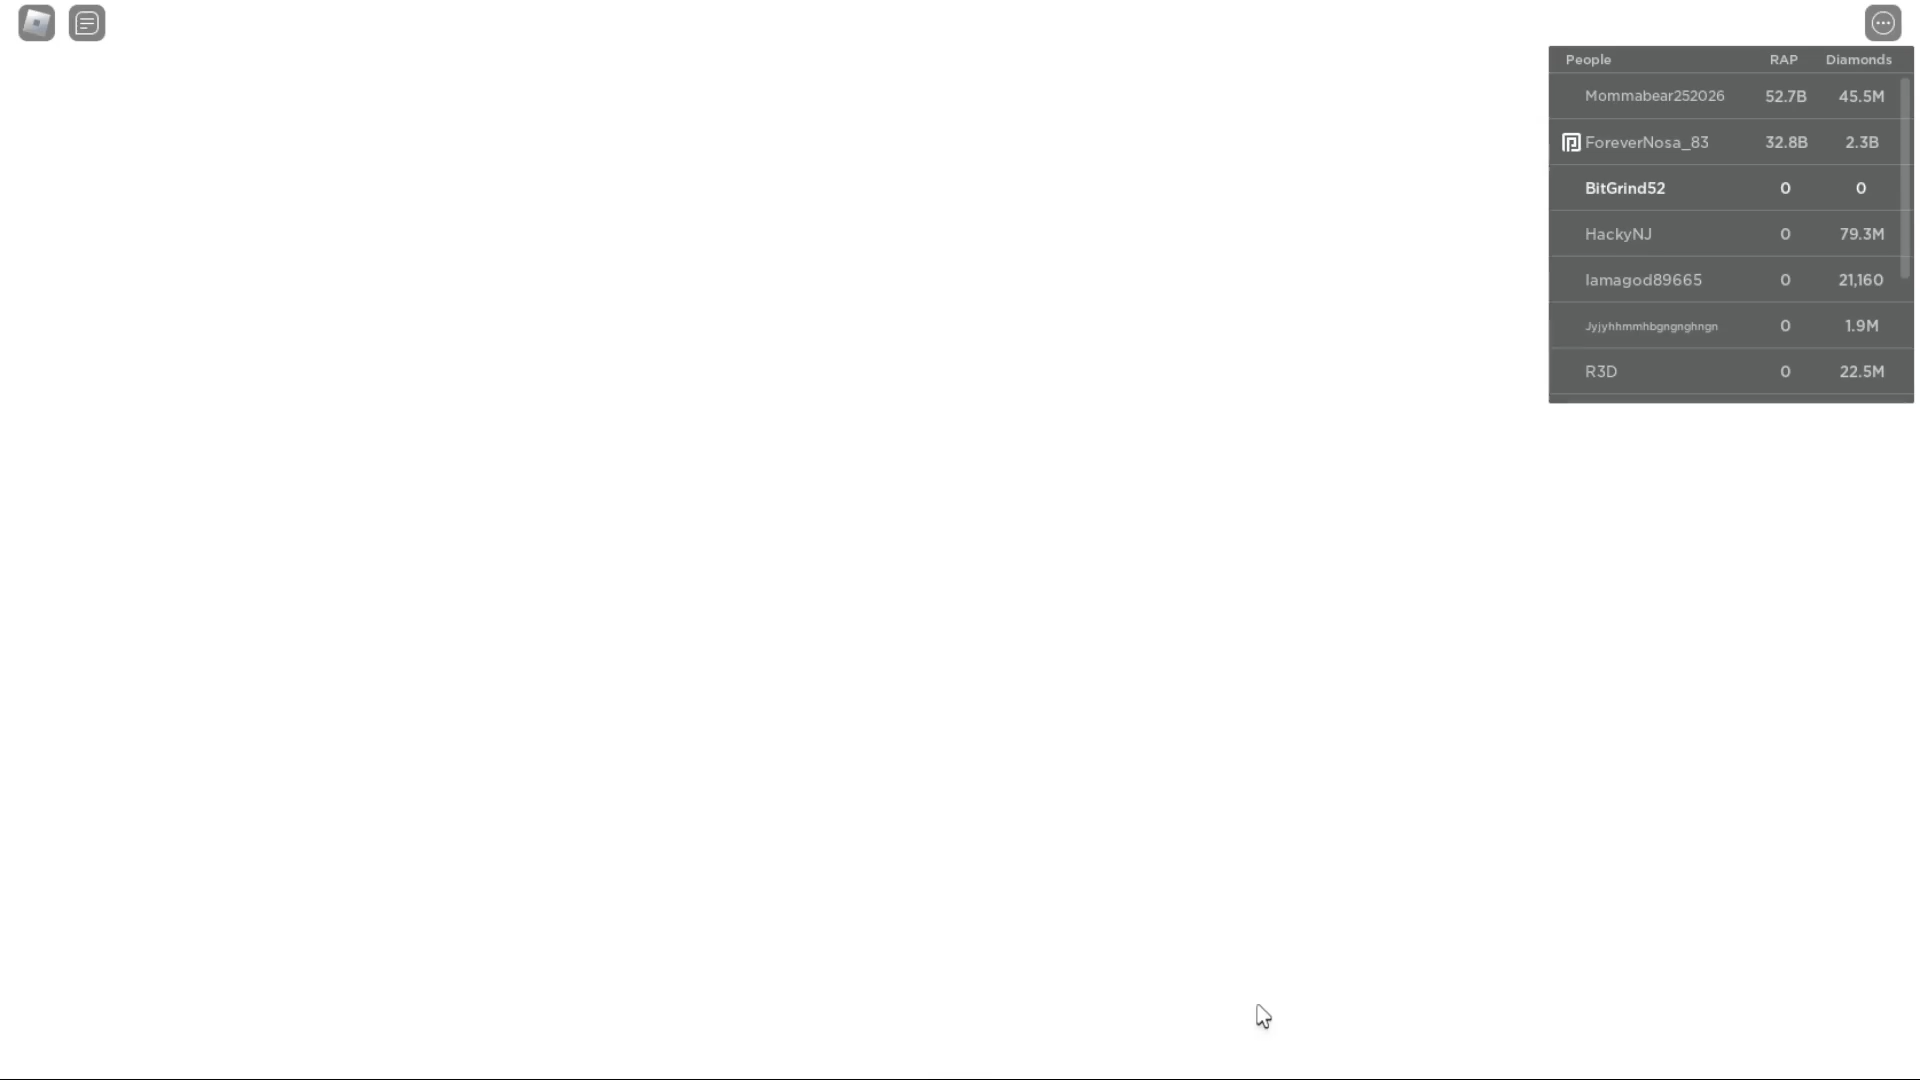 People RAP Diamonds
Mommabear252026 52.7B 45.5M
ForeverNosa_83 32.8B 2.3B
BitGrind52 0 0
HackyNJ 0 79.3M
Iamagod89665 0 21,160
Jyjyhhmmhbgngnghngn 0 1.9M
R3D 0 22.5M